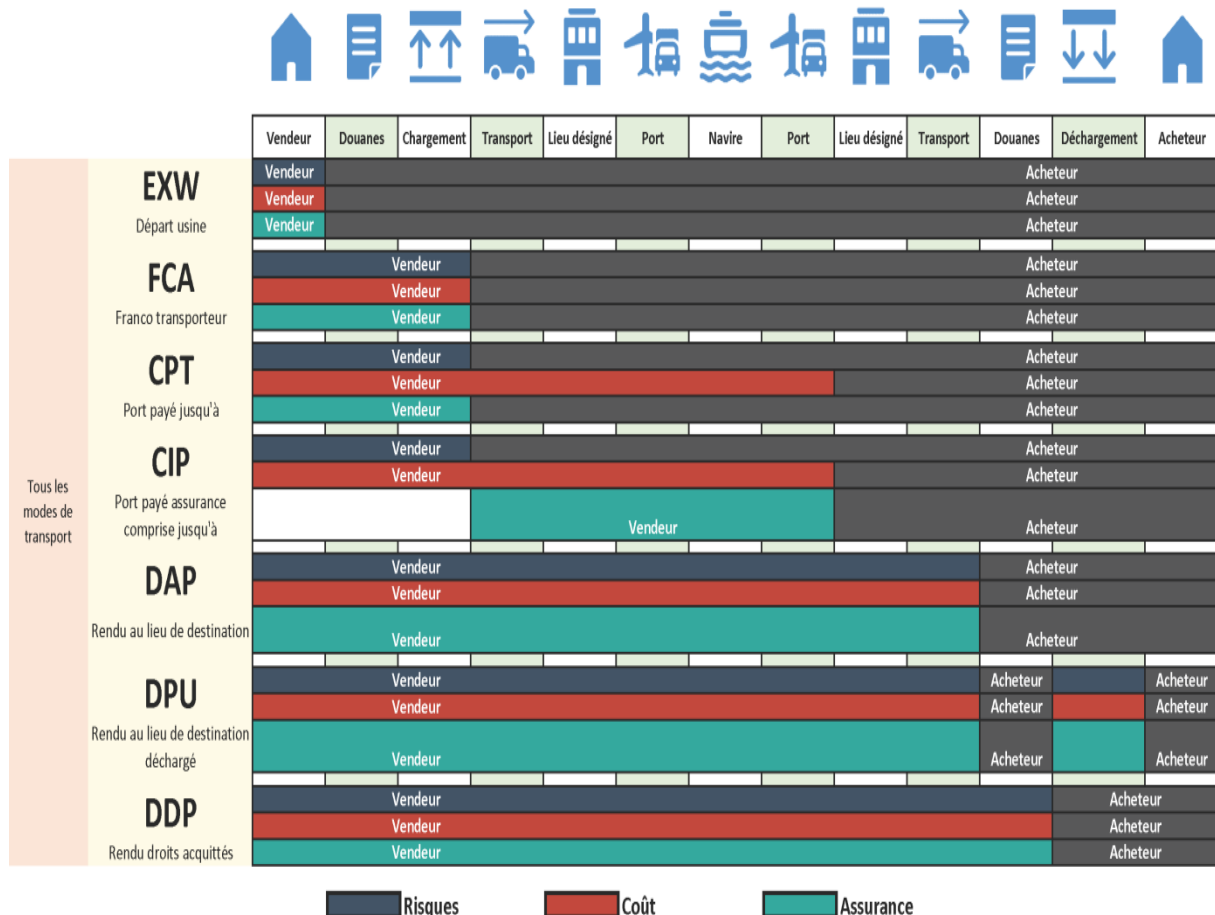 Vendeur Douanes Chargement Transport Lieu désigné Port Navire Port Lieu désigné Transport Douanes Déchargement Acheteur
Tous les
modes de
transport
EXW
Départ usine
Vendeur Acheteur
Vendeur Acheteur
Vendeur Acheteur
FCA
Franco transporteur
Vendeur Acheteur
Vendeur Acheteur
Vendeur Acheteur
CPT
Port payé jusqu'à
Vendeur Acheteur
Vendeur Acheteur
Vendeur Acheteur
CIP
Port payé assurance
comprise jusqu'à
Vendeur Acheteur
Vendeur Acheteur
Vendeur Acheteur
DAP
Rendu au lieu de destination
Vendeur Acheteur
Vendeur Acheteur
Vendeur Acheteur
DPU
Rendu au lieu de destination
déchargé
Vendeur Acheteur Acheteur
Vendeur Acheteur Acheteur
Vendeur Acheteur Acheteur
DDP
Rendu droits acquittés
Vendeur Acheteur
Vendeur Acheteur
Vendeur Acheteur
Risques Coût Assurance